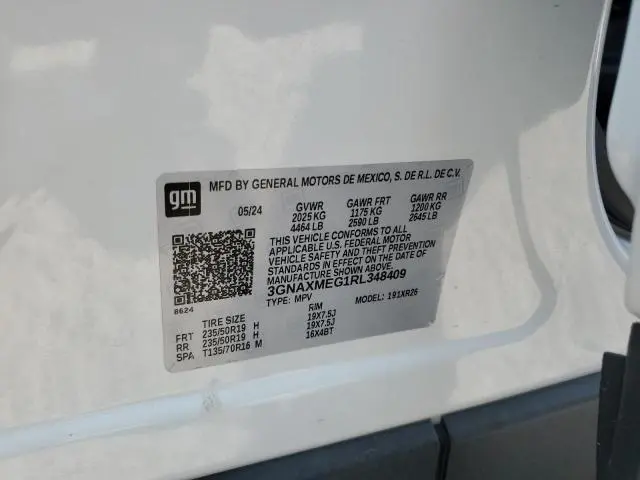 gm
MFD BY GENERAL MOTORS DE MEXICO, S. DE R.L. DE C.V.
05/24 GVWR GAWR FRT GAWR RR
2025 KG 1175 KG 1200 KG
4464 LB 2590 LB 2645 LB
THIS VEHICLE CONFORMS TO ALL
APPLICABLE U.S. FEDERAL MOTOR
VEHICLE SAFETY AND THEFT PREVENTION
STANDARDS IN EFFECT ON THE DATE OF
MANUFACTURE SHOWN ABOVE.
3GNAXMEG1RL348409
TYPE: MPV MODEL: 191XR26
8624
TIRE SIZE RIM
FRT 235/50R19 H 19X7.5J
RR 235/50R19 H 19X7.5J
SPA T135/70R16 M 16X4BT